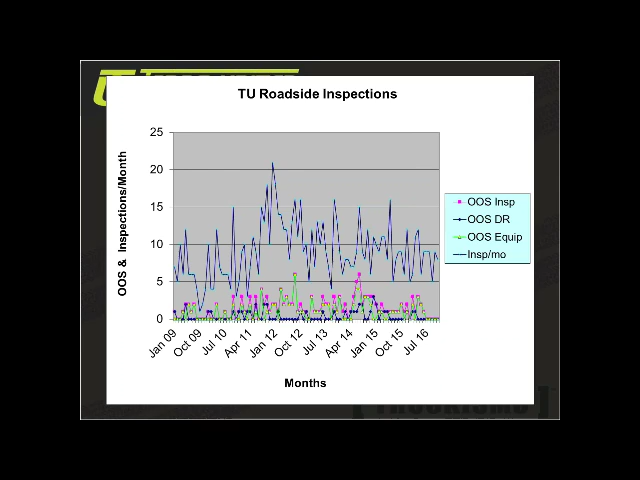 TU Roadside Inspections
OOS & Inspections/Month
25
20
15
10
5
0
Jan 09
Oct 09
Jul 10
Apr 11
Jan 12
Oct 12
Jul 13
Apr 14
Jan 15
Oct 15
Jul 16
Months
OOS Insp
OOS DR
OOS Equip
Insp/mo